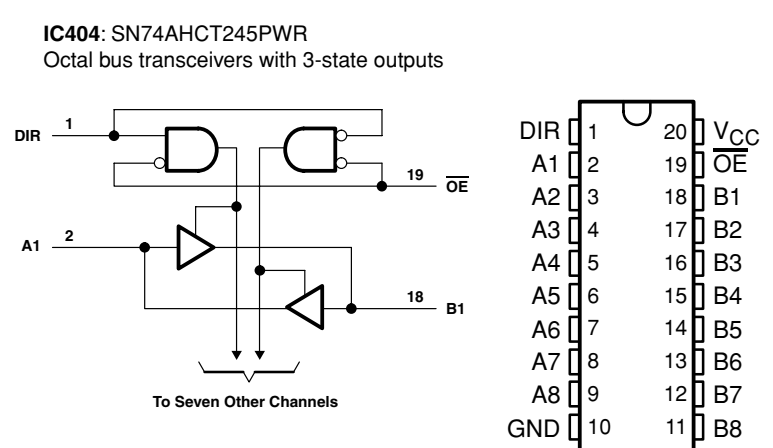 IC404: SN74AHCT245PWR
Octal bus transceivers with 3-state outputs
DIR 1
19 OE
A1 2
18 B1
To Seven Other Channels
DIR 1 20 VCC
A1 2 19 OE
A2 3 18 B1
A3 4 17 B2
A4 5 16 B3
A5 6 15 B4
A6 7 14 B5
A7 8 13 B6
A8 9 12 B7
GND 10 11 B8